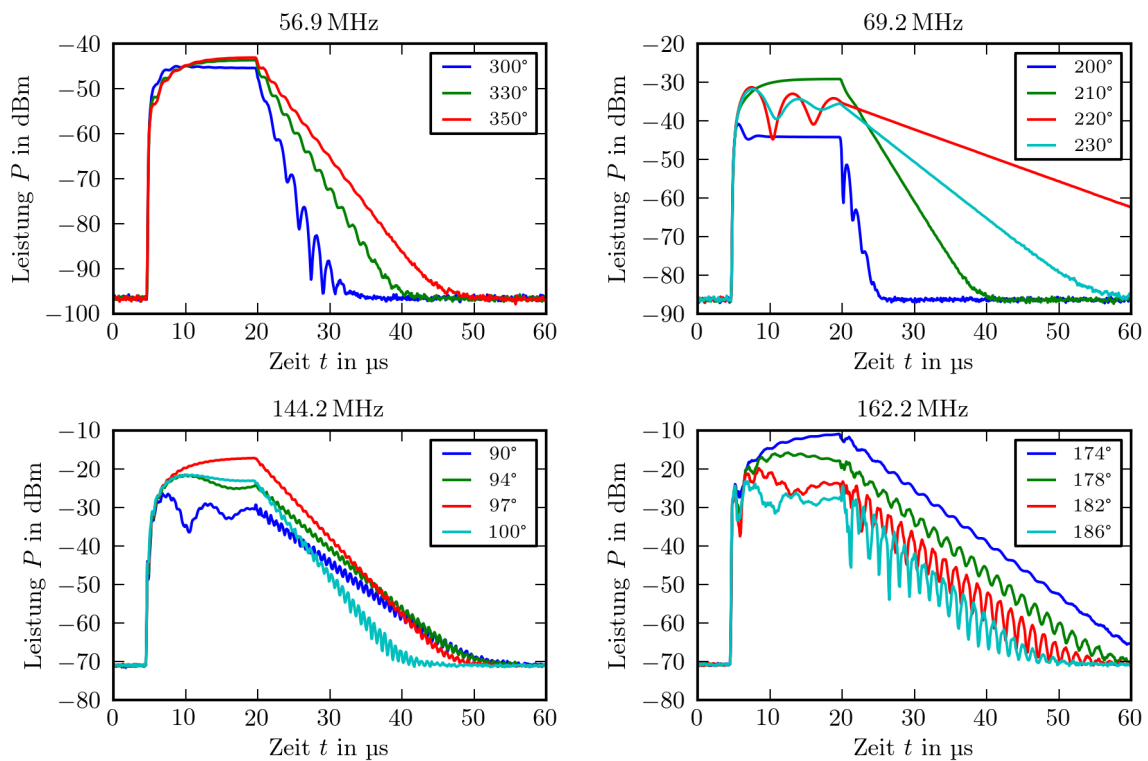 56.9 MHz
Leistung P in dBm
−40
−50
−60
−70
−80
−90
−100
0 10 20 30 40 50 60
Zeit t in µs
300°
330°
350°
69.2 MHz
Leistung P in dBm
−20
−30
−40
−50
−60
−70
−80
−90
0 10 20 30 40 50 60
Zeit t in µs
200°
210°
220°
230°
144.2 MHz
Leistung P in dBm
−10
−20
−30
−40
−50
−60
−70
−80
0 10 20 30 40 50 60
Zeit t in µs
90°
94°
97°
100°
162.2 MHz
Leistung P in dBm
−10
−20
−30
−40
−50
−60
−70
−80
0 10 20 30 40 50 60
Zeit t in µs
174°
178°
182°
186°